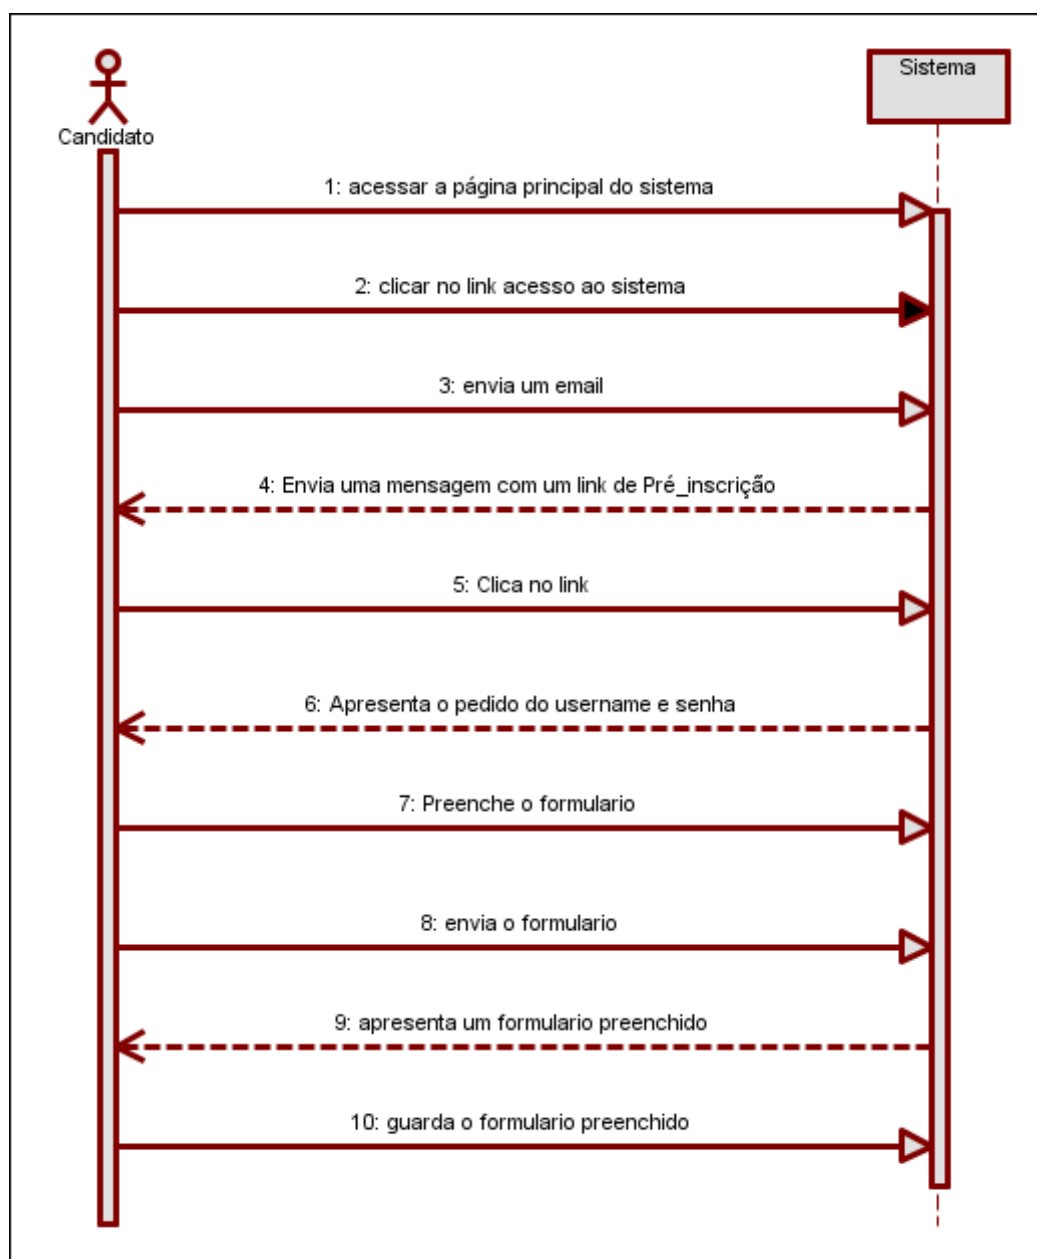 Sistema
Candidato
1: acessar a página principal do sistema
2: clicar no link acesso ao sistema
3: envia um email
4: Envia uma mensagem com um link de Pré_inscrição
5: Clica no link
6: Apresenta o pedido do username e senha
7: Preenche o formulario
8: envia o formulario
9: apresenta um formulario preenchido
10: guarda o formulario preenchido